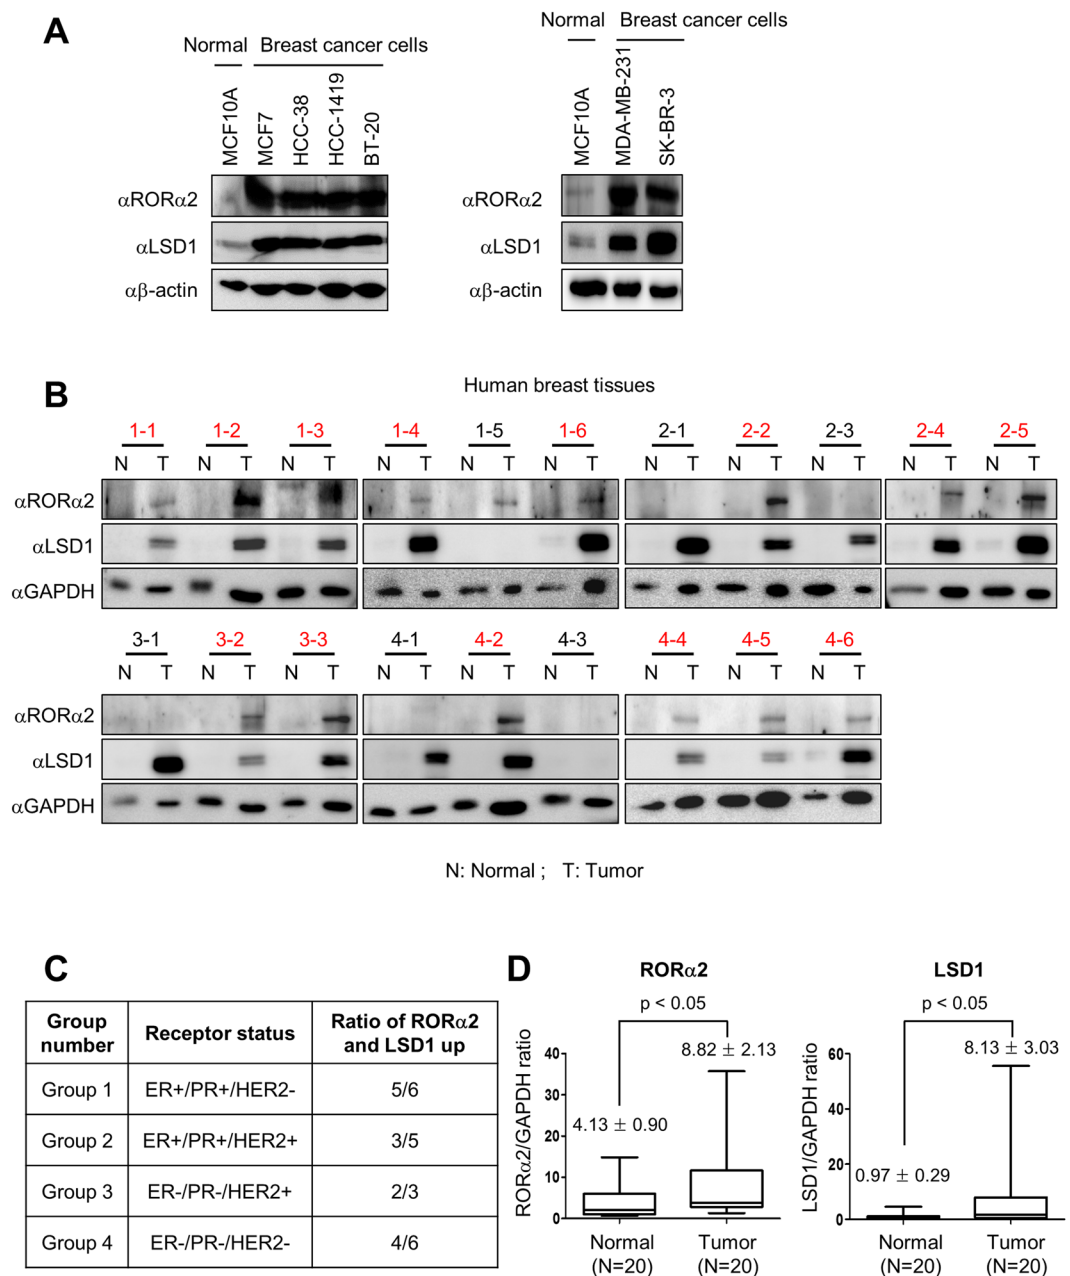 A
Normal Breast cancer cells
MCF10A
MCF7
HCC-38
HCC-1419
BT-20
αRORα2
αLSD1
αβ-actin
Normal Breast cancer cells
MCF10A
MDA-MB-231
SK-BR-3
αRORα2
αLSD1
αβ-actin
B
Human breast tissues
1-1 1-2 1-3 1-4 1-5 1-6 2-1 2-2 2-3 2-4 2-5
N T N T N T N T N T N T N T N T N T N T N T
αRORα2
αLSD1
αGAPDH
3-1 3-2 3-3 4-1 4-2 4-3 4-4 4-5 4-6
N T N T N T N T N T N T N T N T N T
αRORα2
αLSD1
αGAPDH
N: Normal ; T: Tumor
C
Group number Receptor status Ratio of RORα2 and LSD1 up
Group 1 ER+/PR+/HER2- 5/6
Group 2 ER+/PR+/HER2+ 3/5
Group 3 ER-/PR-/HER2+ 2/3
Group 4 ER-/PR-/HER2- 4/6
D
RORα2
p < 0.05
RORα2/GAPDH ratio
40
30
20
10
0
4.13 ± 0.90
8.82 ± 2.13
Normal (N=20)
Tumor (N=20)
LSD1
p < 0.05
LSD1/GAPDH ratio
60
40
20
0
0.97 ± 0.29
8.13 ± 3.03
Normal (N=20)
Tumor (N=20)